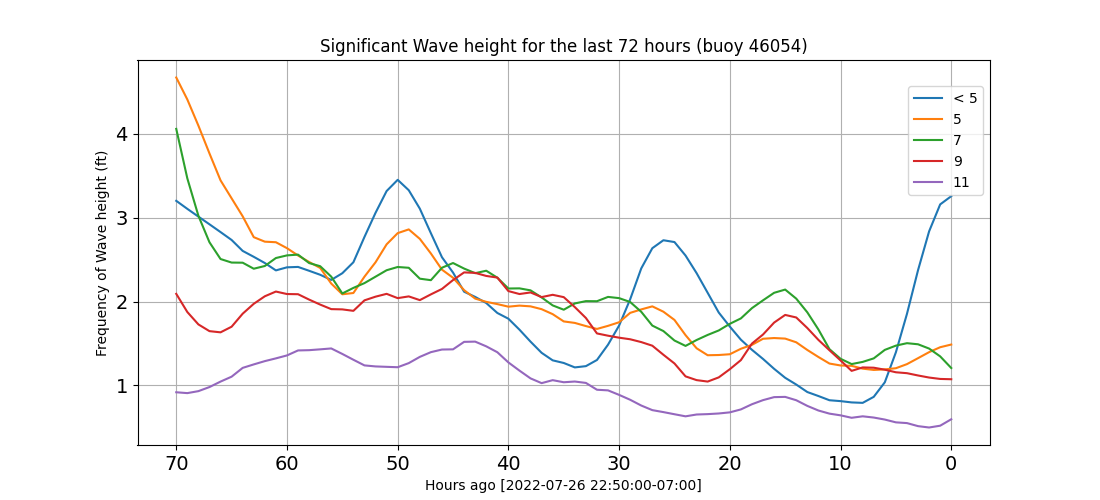 Significant Wave height for the last 72 hours (buoy 46054)
Frequency of Wave height (ft)
4
3
2
1
< 5
5
7
9
11
70 60 50 40 30 20 10 0
Hours ago [2022-07-26 22:50:00-07:00]